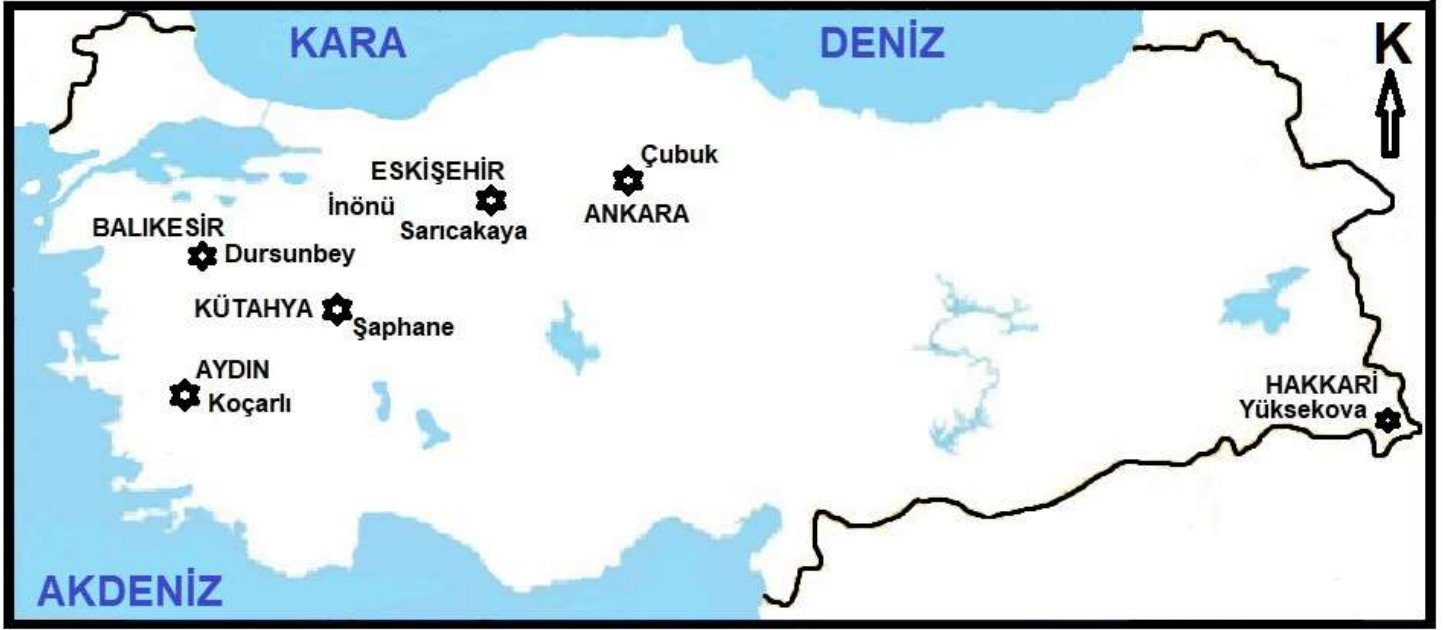 KARA DENİZ
K
Çubuk
ESKİŞEHİR
İnönü
ANKARA
Sarıcakaya
BALIKESİR
Dursunbey
KÜTAHYA
Şaphane
AYDIN
Koçarlı
HAKKARİ
Yüksekova
AKDENİZ